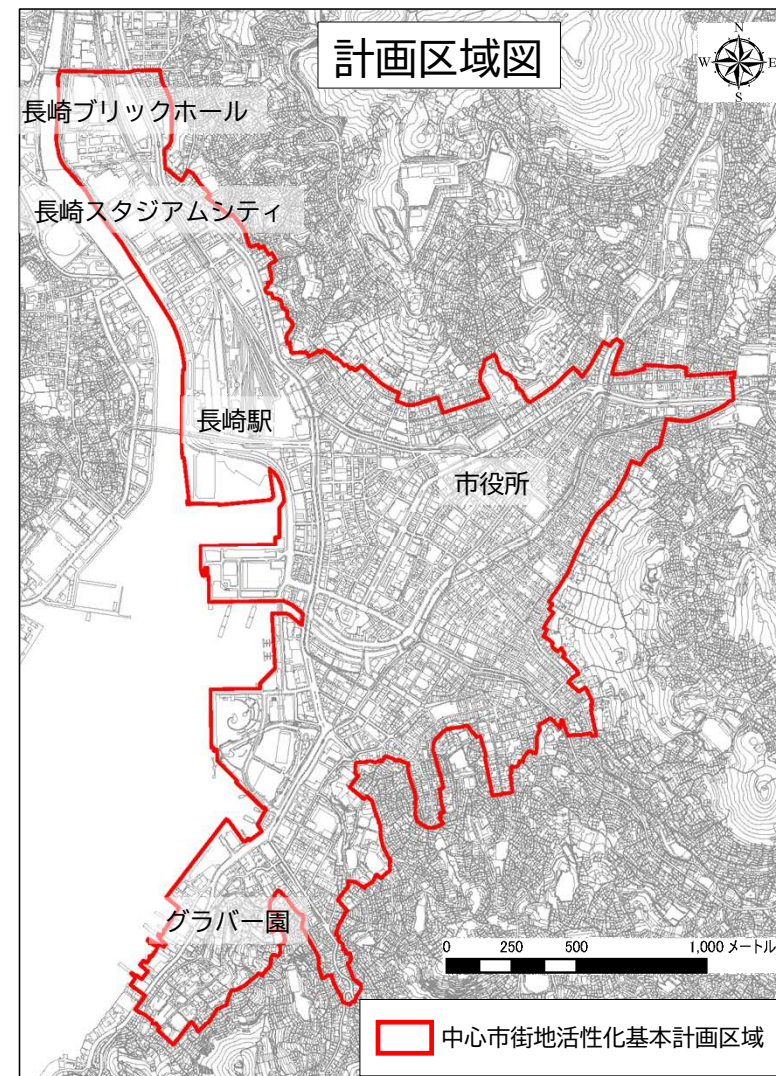 計画区域図
N
W E
S
長崎ブリックホール
長崎スタジアムシティ
長崎駅
市役所
グラバー園
0 250 500 1,000 メートル
中心市街地活性化基本計画区域